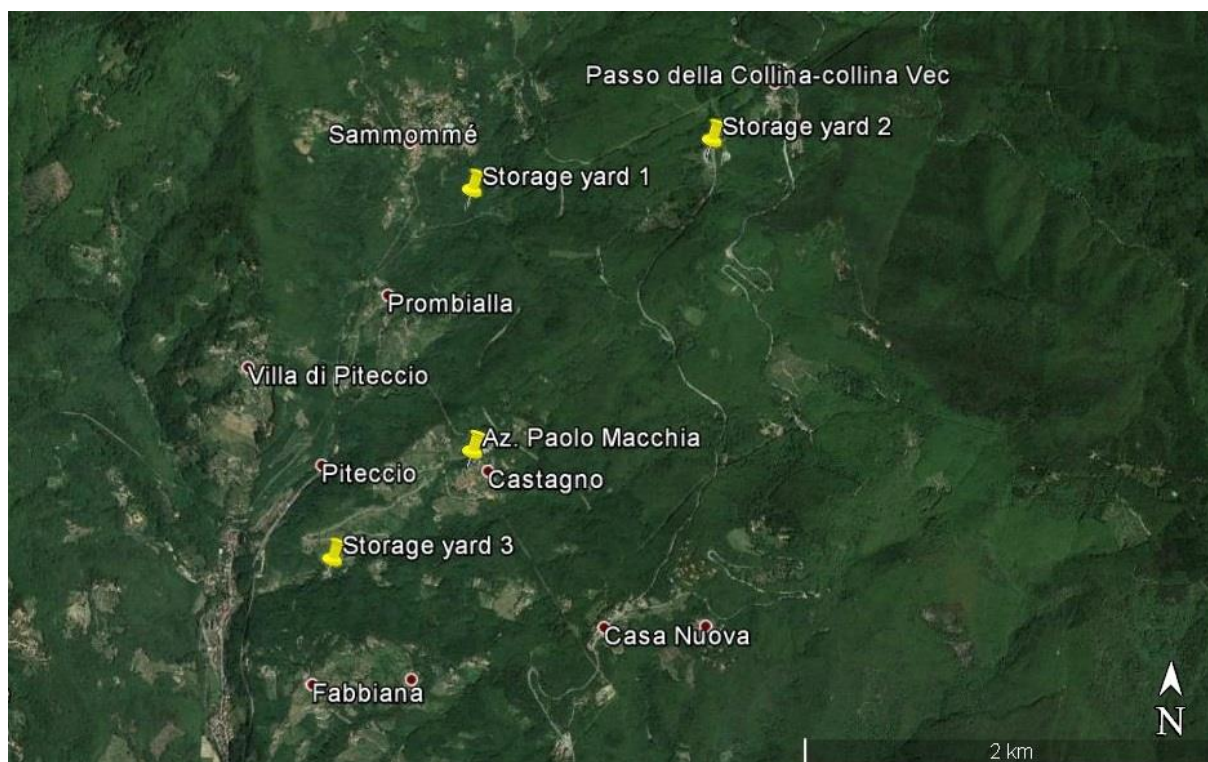 Passo della Collina-collina Vec
Sammommé
Storage yard 2
Storage yard 1
Prombialla
Villa di Piteccio
Az. Paolo Macchia
Piteccio
Castagno
Storage yard 3
Casa Nuova
Fabbiana
N
2 km